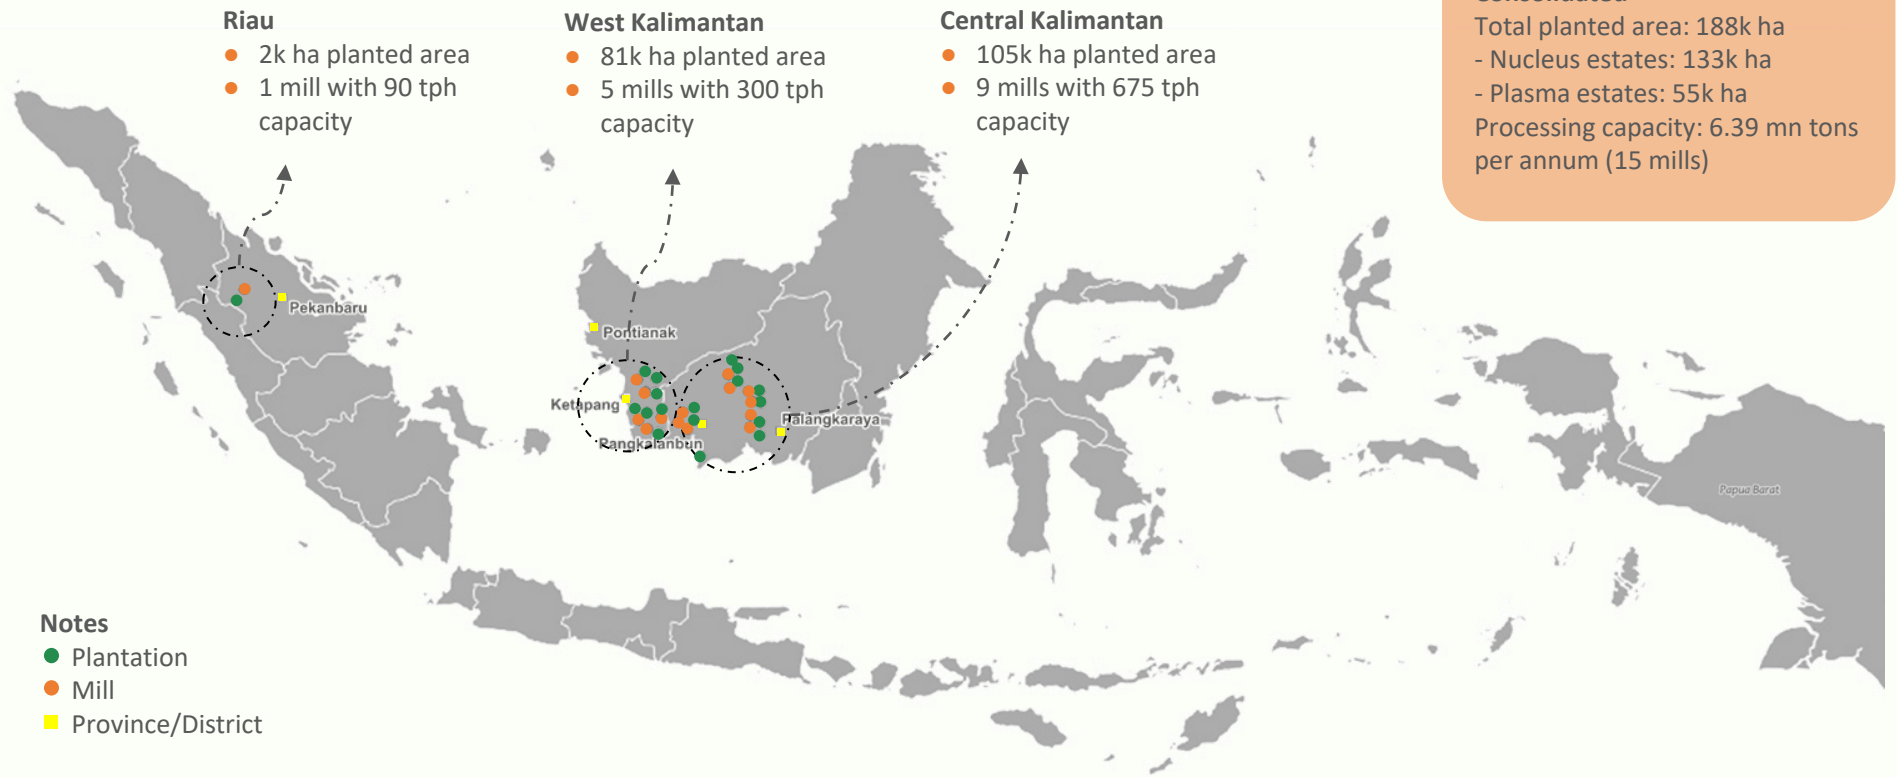 Riau
2k ha planted area
1 mill with 90 tph
capacity
West Kalimantan
81k ha planted area
5 mills with 300 tph
capacity
Central Kalimantan
105k ha planted area
9 mills with 675 tph
capacity
Consolidated
Total planted area: 188k ha
- Nucleus estates: 133k ha
- Plasma estates: 55k ha
Processing capacity: 6.39 mn tons
per annum (15 mills)
Pekanbaru
Pontianak
Ketapang
Pangkalanbun
Palangkaraya
Papua Barat
Notes
Plantation
Mill
Province/District